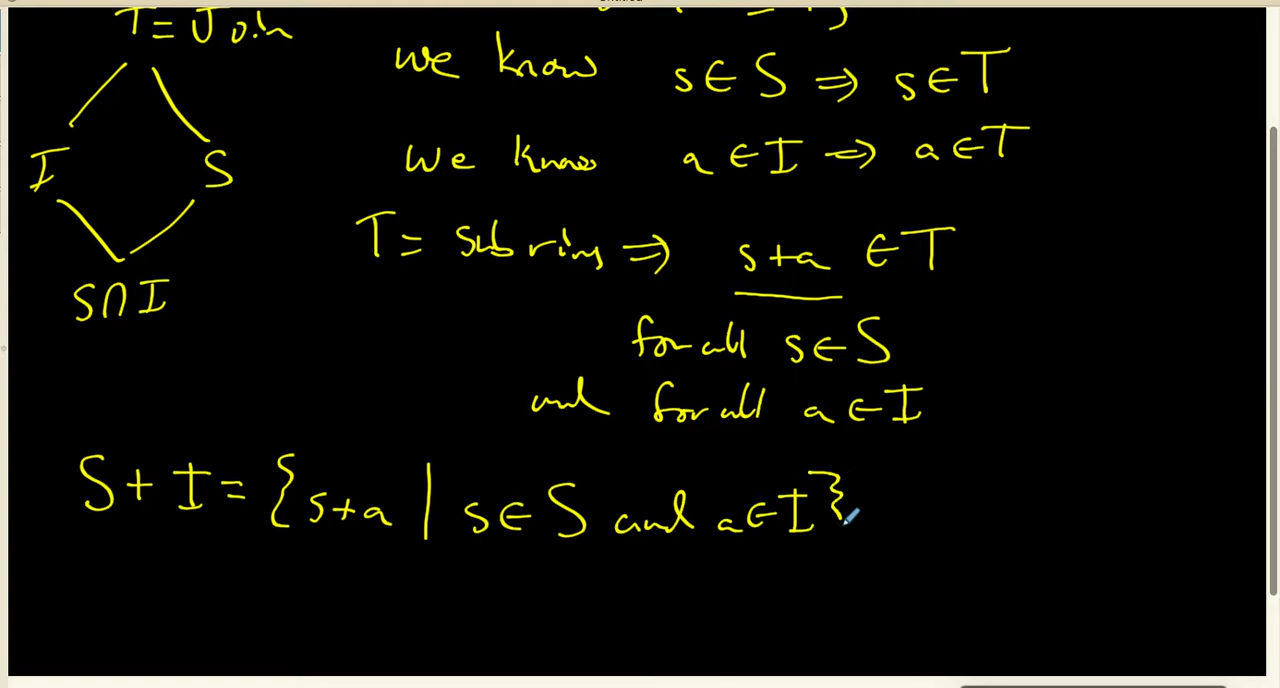 T = Join
we know s ∈ S ⇒ s ∈ T
I
S
we know a ∈ I ⇒ a ∈ T
T = subring ⇒ s+a ∈ T
S∩I
for all s ∈ S
and for all a ∈ I
S + I = {s+a | s ∈ S and a ∈ I}